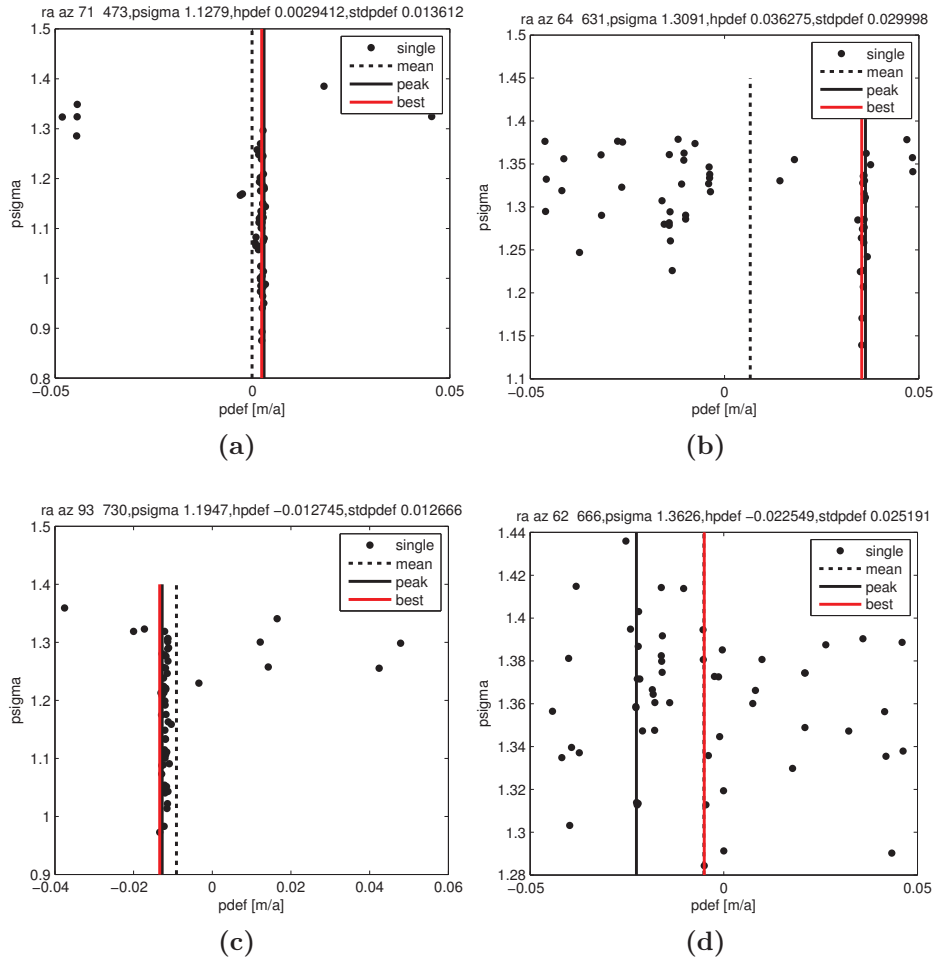 ra az 71 473,psigma 1.1279,hpdef 0.0029412,stdpdef 0.013612
1.5
1.4
1.3
1.2
1.1
1
0.9
0.8
psigma
single
mean
peak
best
−0.05
0
0.05
pdef [m/a]
(a)
ra az 64 631,psigma 1.3091,hpdef 0.036275,stdpdef 0.029998
1.5
1.45
1.4
1.35
1.3
1.25
1.2
1.15
1.1
psigma
single
mean
peak
best
−0.05
0
0.05
pdef [m/a]
(b)
ra az 93 730,psigma 1.1947,hpdef −0.012745,stdpdef 0.012666
1.5
1.4
1.3
1.2
1.1
1
0.9
psigma
single
mean
peak
best
−0.04
−0.02
0
0.02
0.04
0.06
pdef [m/a]
(c)
ra az 62 666,psigma 1.3626,hpdef −0.022549,stdpdef 0.025191
1.44
1.42
1.4
1.38
1.36
1.34
1.32
1.3
1.28
psigma
single
mean
peak
best
−0.05
0
0.05
pdef [m/a]
(d)